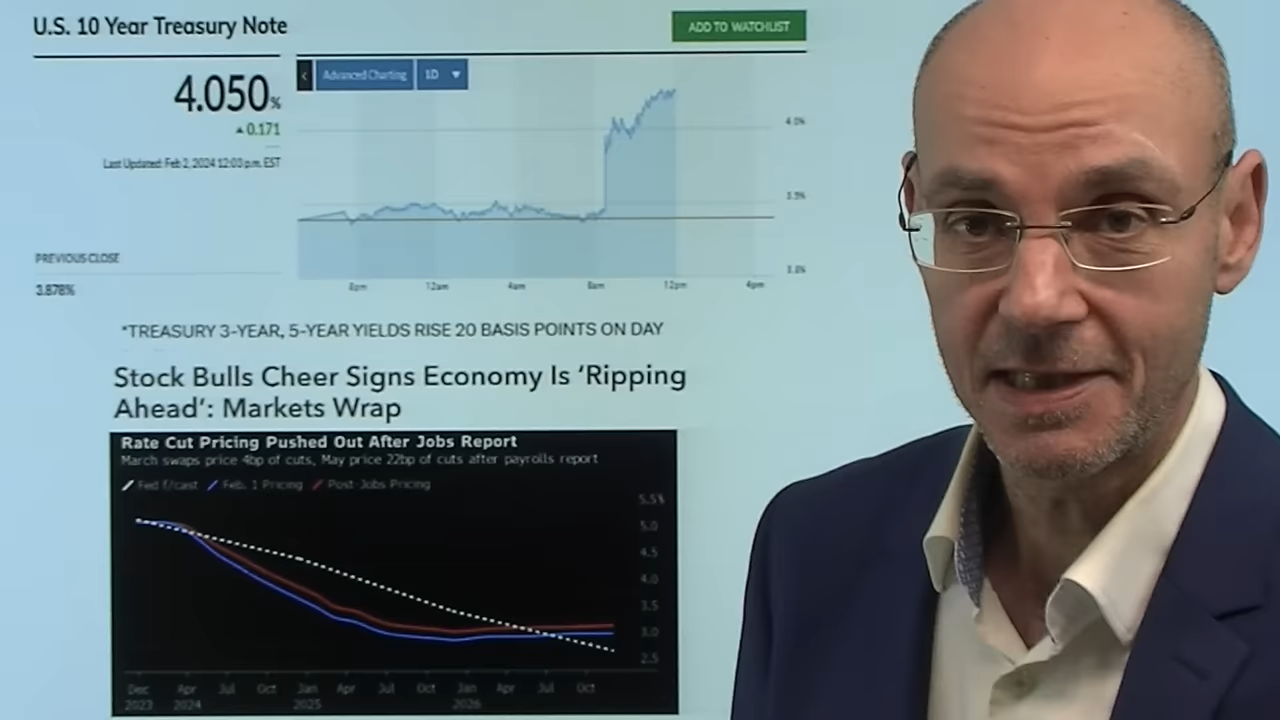 U.S. 10 Year Treasury Note
ADD TO WATCHLIST
4.050%
▲0.171
Last Updated: Feb 2, 2024 12:03 p.m. EST
PREVIOUS CLOSE
3.878%
‹ Advanced Charting 1D ▼
4.0%
8pm 12am 4am 8am 12pm 4pm
*TREASURY 3-YEAR, 5-YEAR YIELDS RISE 20 BASIS POINTS ON DAY
Stock Bulls Cheer Signs Economy Is ‘Ripping
Ahead’: Markets Wrap
Rate Cut Pricing Pushed Out After Jobs Report
March swaps price 4bp of cuts, May price 22bp of cuts after payrolls report
Fed f/cast Feb. 1 Pricing Post-Jobs Pricing
5.5%
5.0
4.5
4.0
3.5
3.0
2.5
Dec Apr Jul Oct Jan Apr Jul Oct Jan Apr Jul Oct
2023 2024 2025 2026